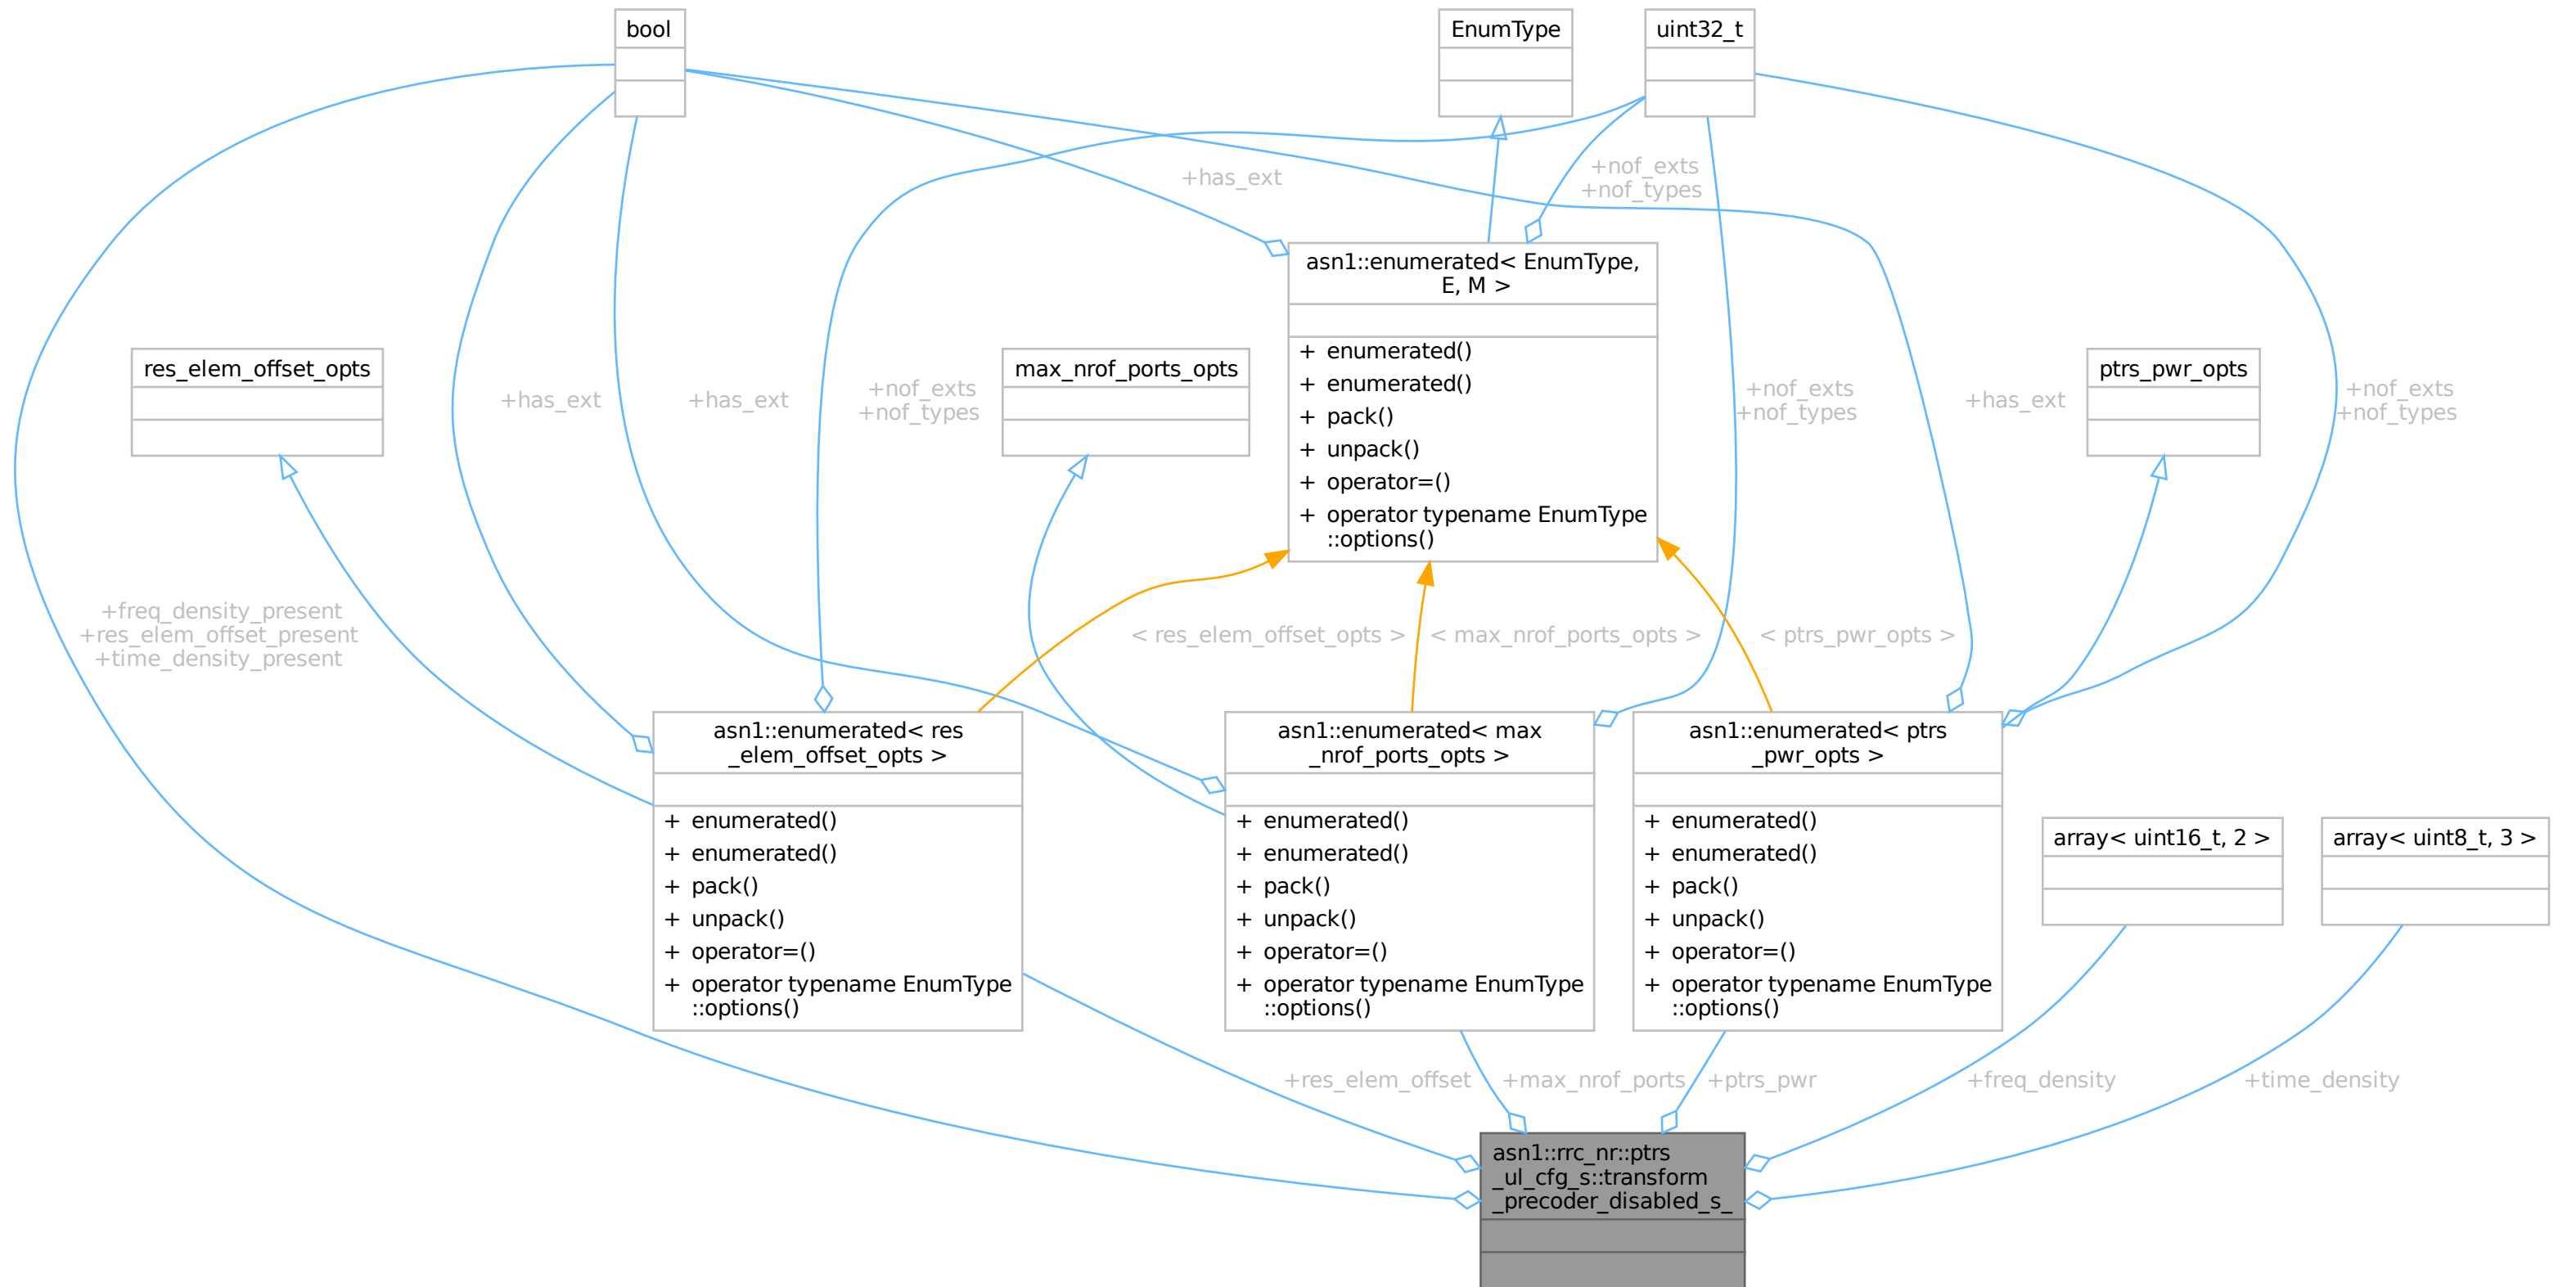 bool
EnumType
uint32_t
+has_ext
+nof_exts
+nof_types
asn1::enumerated< EnumType,
E, M >
+ enumerated()
+ enumerated()
+ pack()
+ unpack()
+ operator=()
+ operator typename EnumType
::options()
res_elem_offset_opts
max_nrof_ports_opts
ptrs_pwr_opts
+has_ext
+has_ext
+nof_exts
+nof_types
+nof_exts
+nof_types
+has_ext
+nof_exts
+nof_types
+freq_density_present
+res_elem_offset_present
+time_density_present
< res_elem_offset_opts >
< max_nrof_ports_opts >
< ptrs_pwr_opts >
asn1::enumerated< res
_elem_offset_opts >
+ enumerated()
+ enumerated()
+ pack()
+ unpack()
+ operator=()
+ operator typename EnumType
::options()
asn1::enumerated< max
_nrof_ports_opts >
+ enumerated()
+ enumerated()
+ pack()
+ unpack()
+ operator=()
+ operator typename EnumType
::options()
asn1::enumerated< ptrs
_pwr_opts >
+ enumerated()
+ enumerated()
+ pack()
+ unpack()
+ operator=()
+ operator typename EnumType
::options()
array< uint16_t, 2 >
array< uint8_t, 3 >
+res_elem_offset
+max_nrof_ports
+ptrs_pwr
+freq_density
+time_density
asn1::rrc_nr::ptrs
_ul_cfg_s::transform
_precoder_disabled_s_